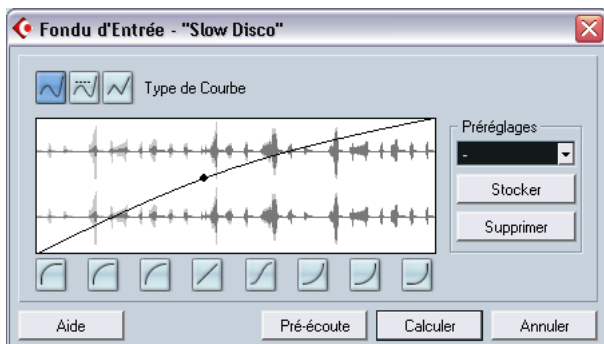 Fondu d'Entrée - "Slow Disco"
Type de Courbe
Préréglages
-
Stocker
Supprimer
Aide
Pré-écoute
Calculer
Annuler